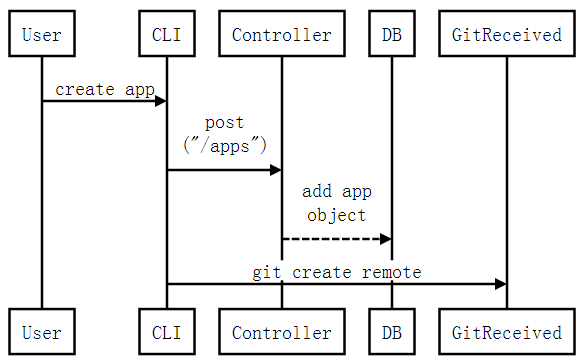 User CLI Controller DB GitReceived
create app
post
("/apps")
add app
object
git create remote
User CLI Controller DB GitReceived